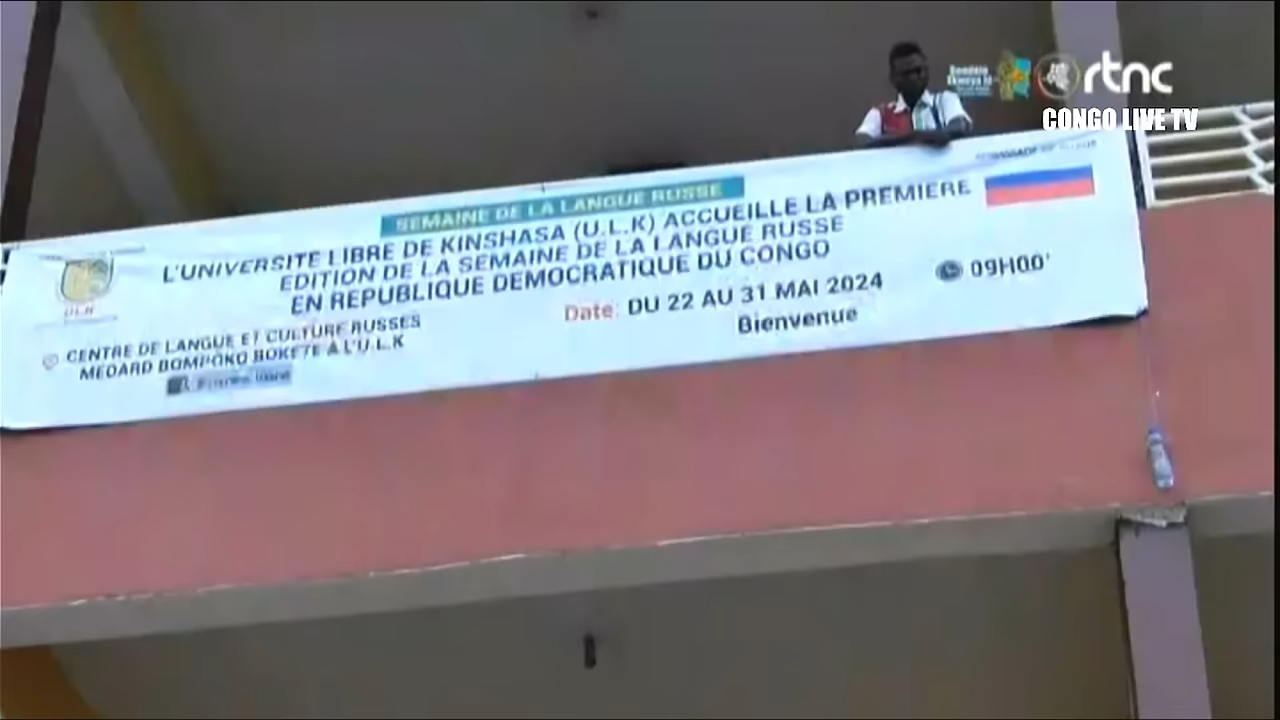 rtnc
CONGO LIVE TV
SEMAINE DE LA LANGUE RUSSE
L'UNIVERSITE LIBRE DE KINSHASA (U.L.K) ACCUEILLE LA PREMIERE
EDITION DE LA SEMAINE DE LA LANGUE RUSSE
EN REPUBLIQUE DEMOCRATIQUE DU CONGO
Date: DU 22 AU 31 MAI 2024
09H00'
Bienvenue
ULK
CENTRE DE LANGUE ET CULTURE RUSSES
MEDARD BOMPOKO BOKETE À L'U.L.K